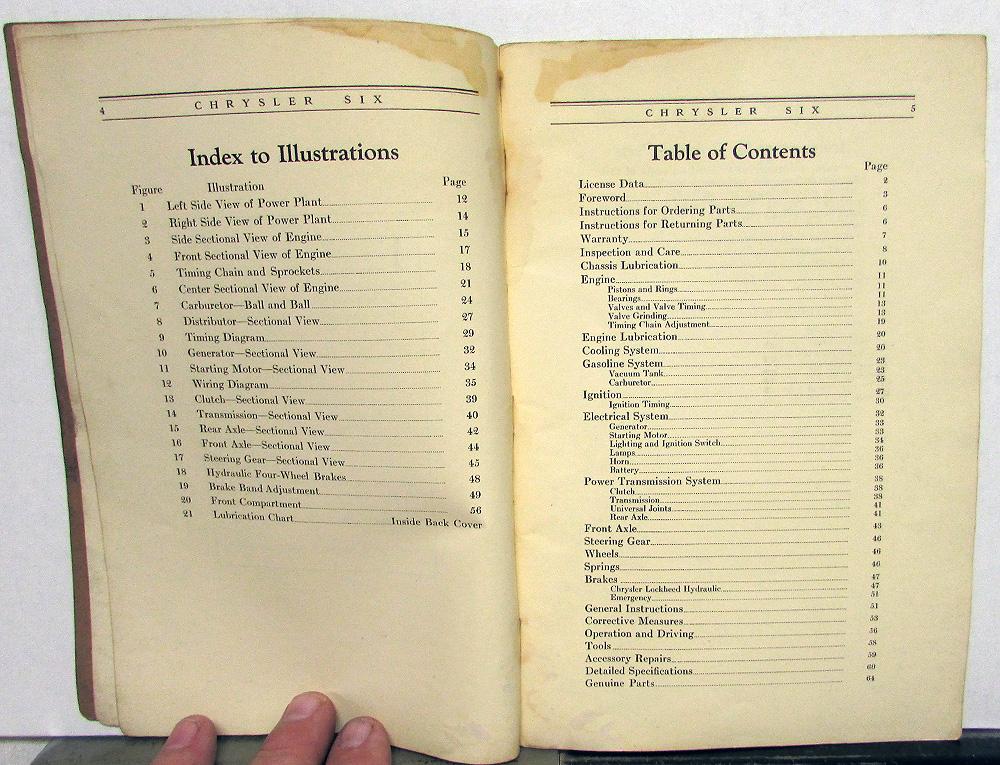 4 CHRYSLER SIX
Index to Illustrations
Figure Illustration Page
1 Left Side View of Power Plant 12
2 Right Side View of Power Plant 14
3 Side Sectional View of Engine 15
4 Front Sectional View of Engine 17
5 Timing Chain and Sprockets 18
6 Center Sectional View of Engine 21
7 Carburetor—Ball and Ball 24
8 Distributor—Sectional View 27
9 Timing Diagram 29
10 Generator—Sectional View 32
11 Starting Motor—Sectional View 34
12 Wiring Diagram 35
13 Clutch—Sectional View 39
14 Transmission—Sectional View 40
15 Rear Axle—Sectional View 42
16 Front Axle—Sectional View 44
17 Steering Gear—Sectional View 45
18 Hydraulic Four-Wheel Brakes 48
19 Brake Band Adjustment 49
20 Front Compartment 56
21 Lubrication Chart Inside Back Cover
CHRYSLER SIX 5
Table of Contents
Page
License Data 2
Foreword 3
Instructions for Ordering Parts 6
Instructions for Returning Parts 6
Warranty 7
Inspection and Care 8
Chassis Lubrication 10
Engine 11
Pistons and Rings 11
Bearings 11
Valves and Valve Timing 13
Valve Grinding 13
Timing Chain Adjustment 19
Engine Lubrication 20
Cooling System 20
Gasoline System 23
Vacuum Tank 23
Carburetor 25
Ignition 27
Ignition Timing 30
Electrical System 32
Generator 33
Starting Motor 33
Lighting and Ignition Switch 34
Lamps 36
Horn 36
Battery 36
Power Transmission System 38
Clutch 38
Transmission 38
Universal Joints 41
Rear Axle 41
Front Axle 43
Steering Gear 46
Wheels 46
Springs 46
Brakes 47
Chrysler Lockheed Hydraulic 47
Emergency 51
General Instructions 51
Corrective Measures 53
Operation and Driving 56
Tools 58
Accessory Repairs 59
Detailed Specifications 60
Genuine Parts 64